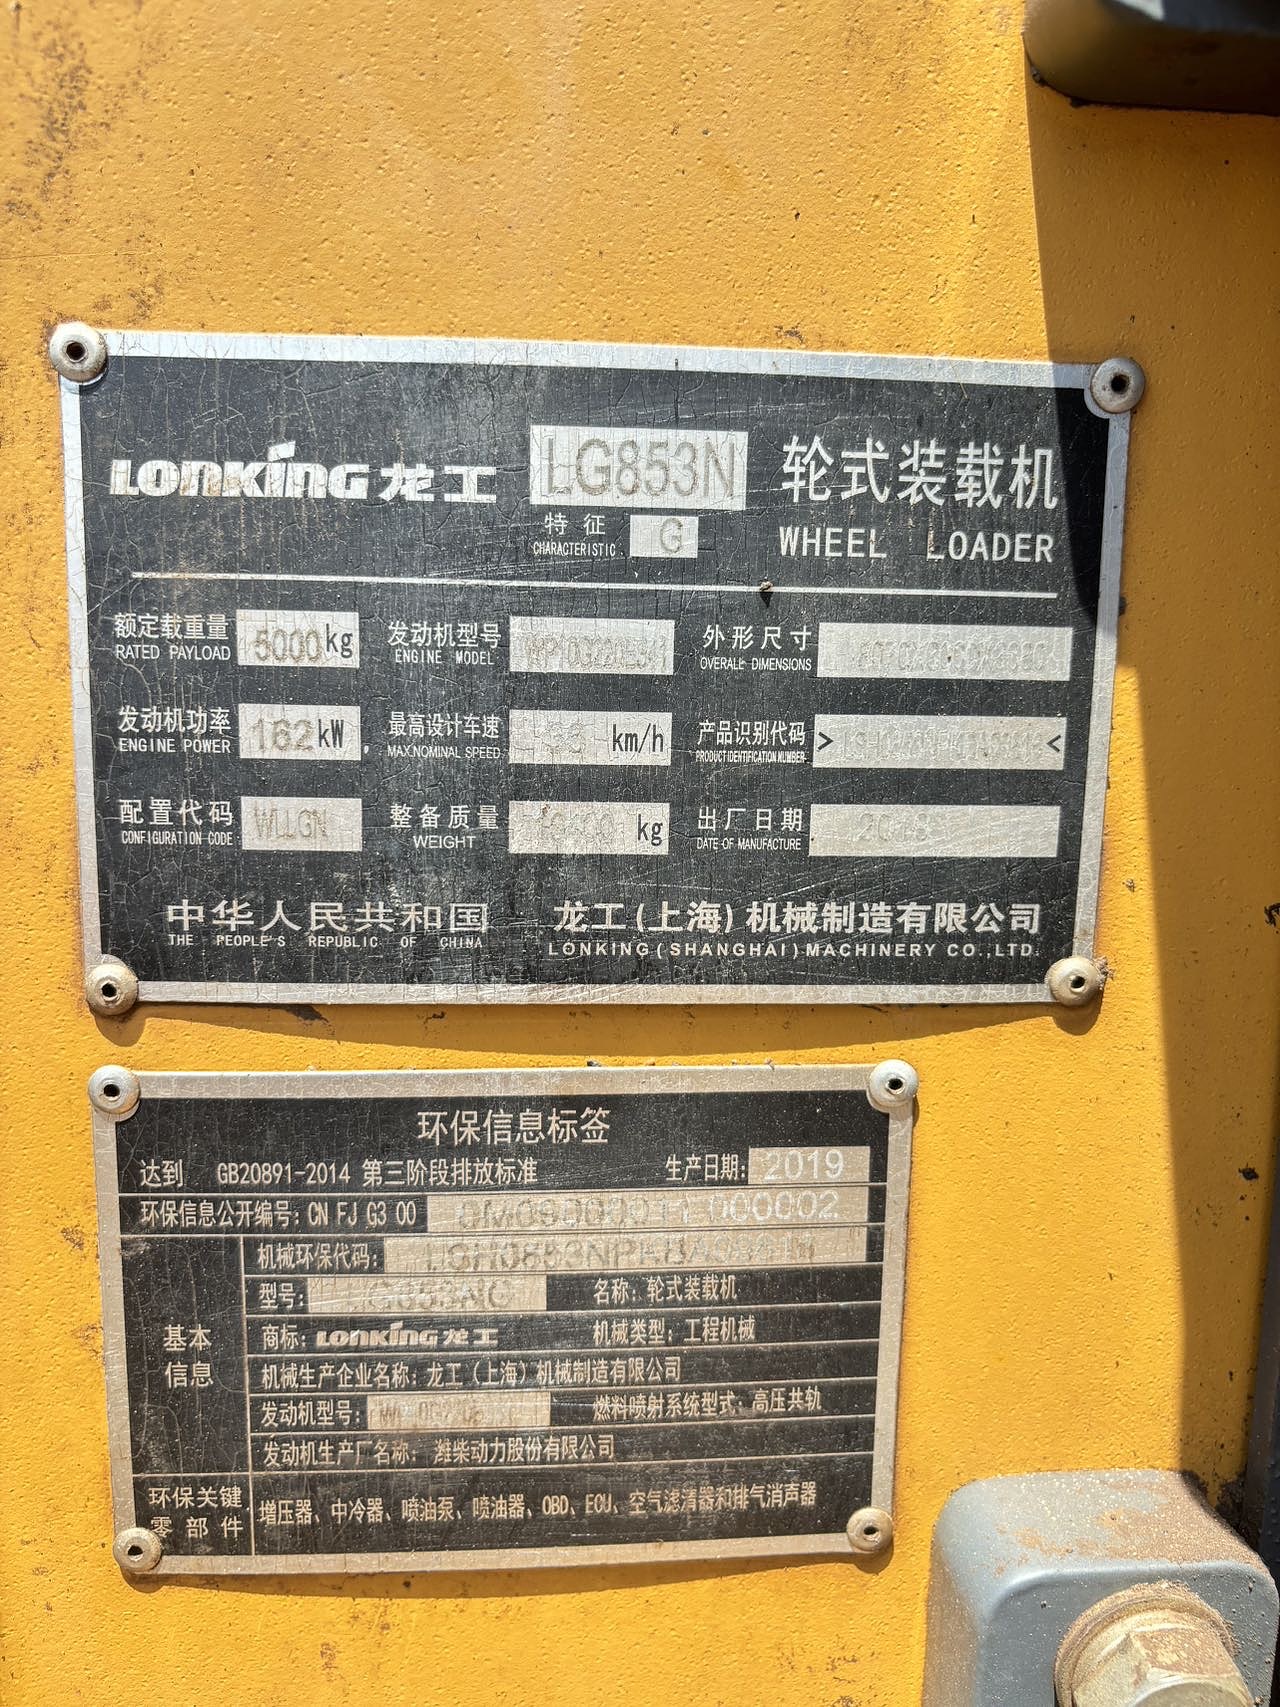 LONKING 龙工 LG853N 轮式装载机
特征 G
CHARACTERISTIC WHEEL LOADER
额定载重量 5000kg 发动机型号 外形尺寸
RATED PAYLOAD ENGINE MODEL OVERALL DIMENSIONS
发动机功率 162kW 最高设计车速 km/h 产品识别代码 > <
ENGINE POWER MAX.NOMINAL SPEED PRODUCT IDENTIFICATION NUMBER
配置代码 WLLGN 整备质量 kg 出厂日期
CONFIGURATION CODE WEIGHT DATE OF MANUFACTURE
中华人民共和国 龙工(上海)机械制造有限公司
THE PEOPLE'S REPUBLIC OF CHINA LONKING(SHANGHAI)MACHINERY CO.,LTD.
环保信息标签
达到 GB20891-2014 第三阶段排放标准 生产日期: 2019
环保信息公开编号: CN FJ G3 00
机械环保代码:
型号: 名称: 轮式装载机
基本信息
商标: LONKING 龙工 机械类型: 工程机械
机械生产企业名称: 龙工(上海)机械制造有限公司
发动机型号: 燃料喷射系统型式: 高压共轨
发动机生产厂名称: 潍柴动力股份有限公司
环保关键零部件 增压器、中冷器、喷油泵、喷油器、OBD、ECU、空气滤清器和排气消声器